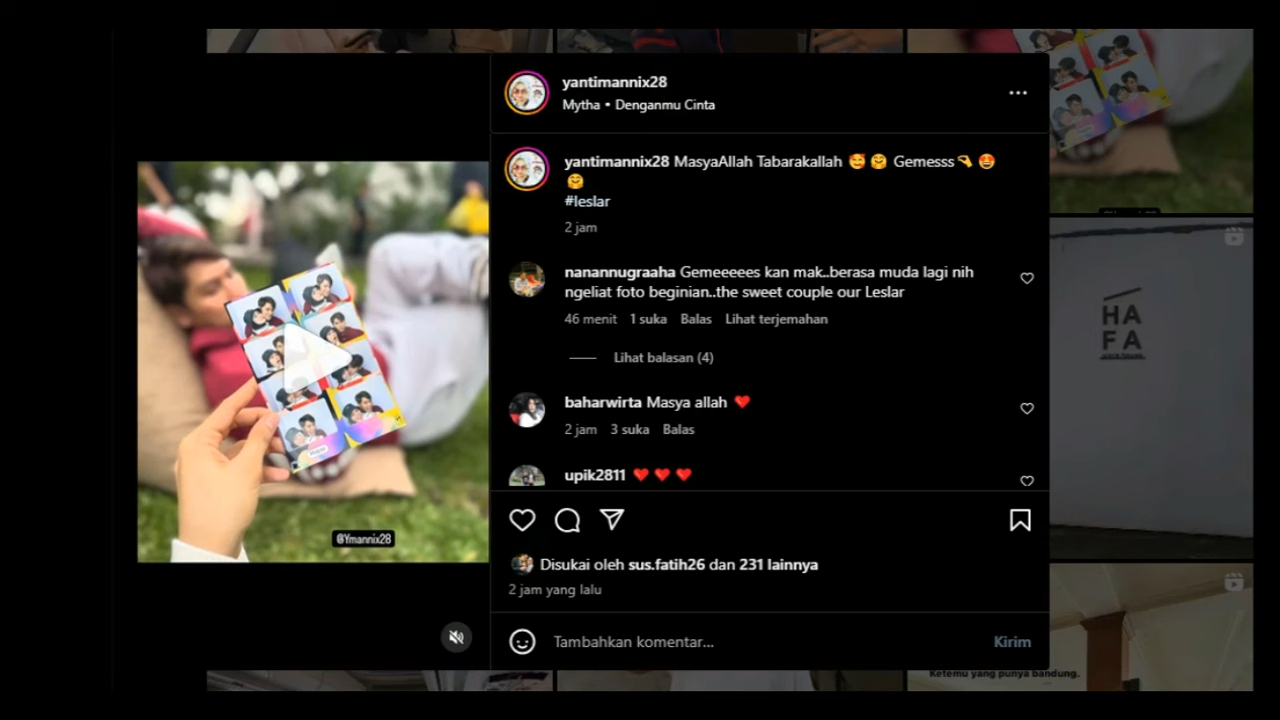 yantimannix28
Mytha • Denganmu Cinta
yantimannix28 MasyaAllah Tabarakallah 🥰 🤗 Gemesss🤏 🤩
🤗
#leslar
2 jam
nanannugraaha Gemeeeees kan mak..berasa muda lagi nih
ngeliat foto beginian..the sweet couple our Leslar
46 menit 1 suka Balas Lihat terjemahan
Lihat balasan (4)
baharwirta Masya allah ❤️
2 jam 3 suka Balas
upik2811 ❤️ ❤️ ❤️
Disukai oleh sus.fatih26 dan 231 lainnya
2 jam yang lalu
Tambahkan komentar...
Kirim
@Ymannix28
HA
FA
Ketemu yang punya bandung.